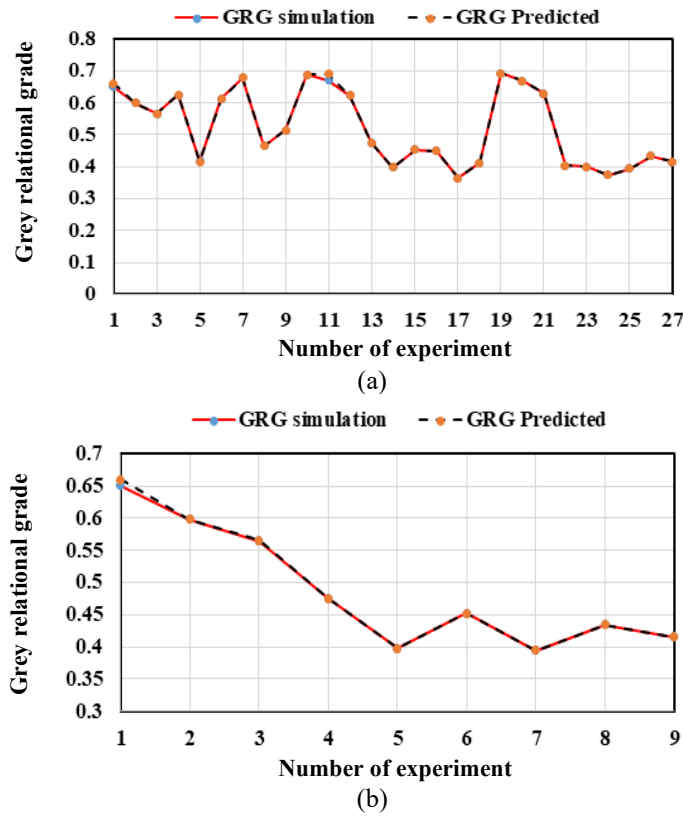 GRG simulation GRG Predicted
0.8
0.7
0.6
0.5
0.4
0.3
0.2
0.1
0
Grey relational grade
1 3 5 7 9 11 13 15 17 19 21 23 25 27
Number of experiment
(a)
GRG simulation GRG Predicted
0.7
0.65
0.6
0.55
0.5
0.45
0.4
0.35
0.3
Grey relational grade
1 2 3 4 5 6 7 8 9
Number of experiment
(b)